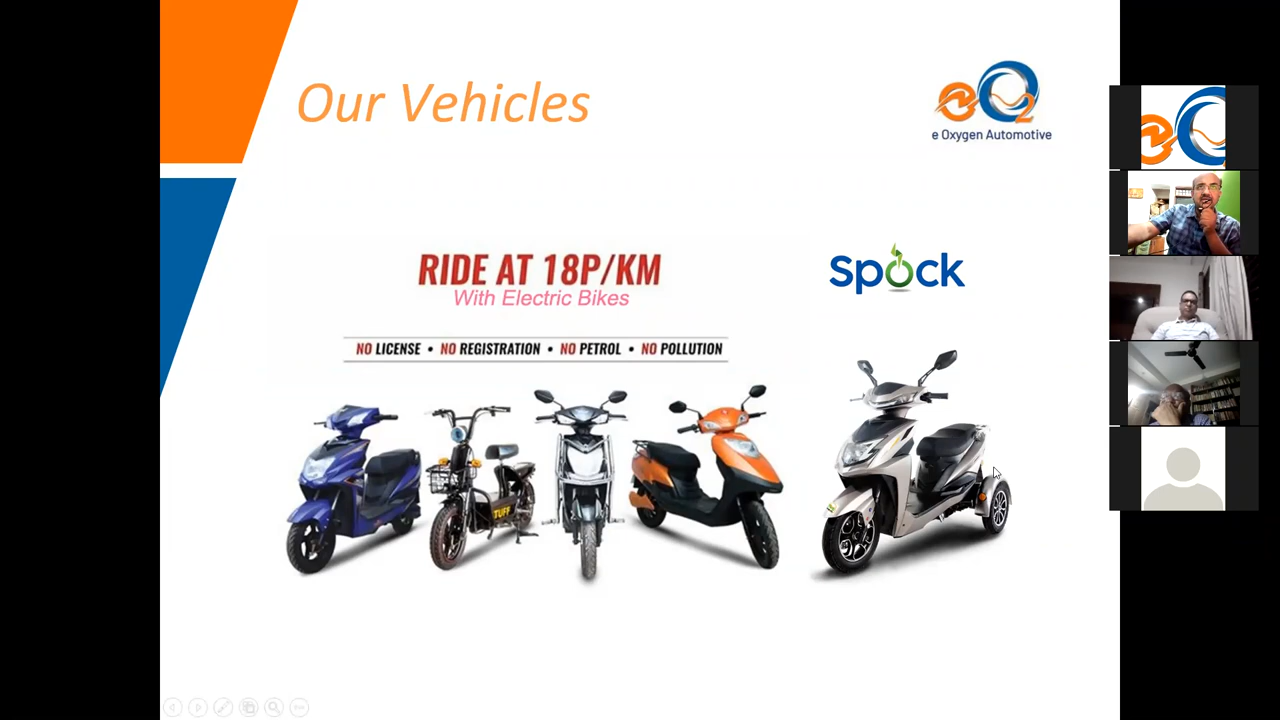 Our Vehicles
e Oxygen Automotive
RIDE AT 18P/KM
With Electric Bikes
NO LICENSE • NO REGISTRATION • NO PETROL • NO POLLUTION
Spock
TUFF